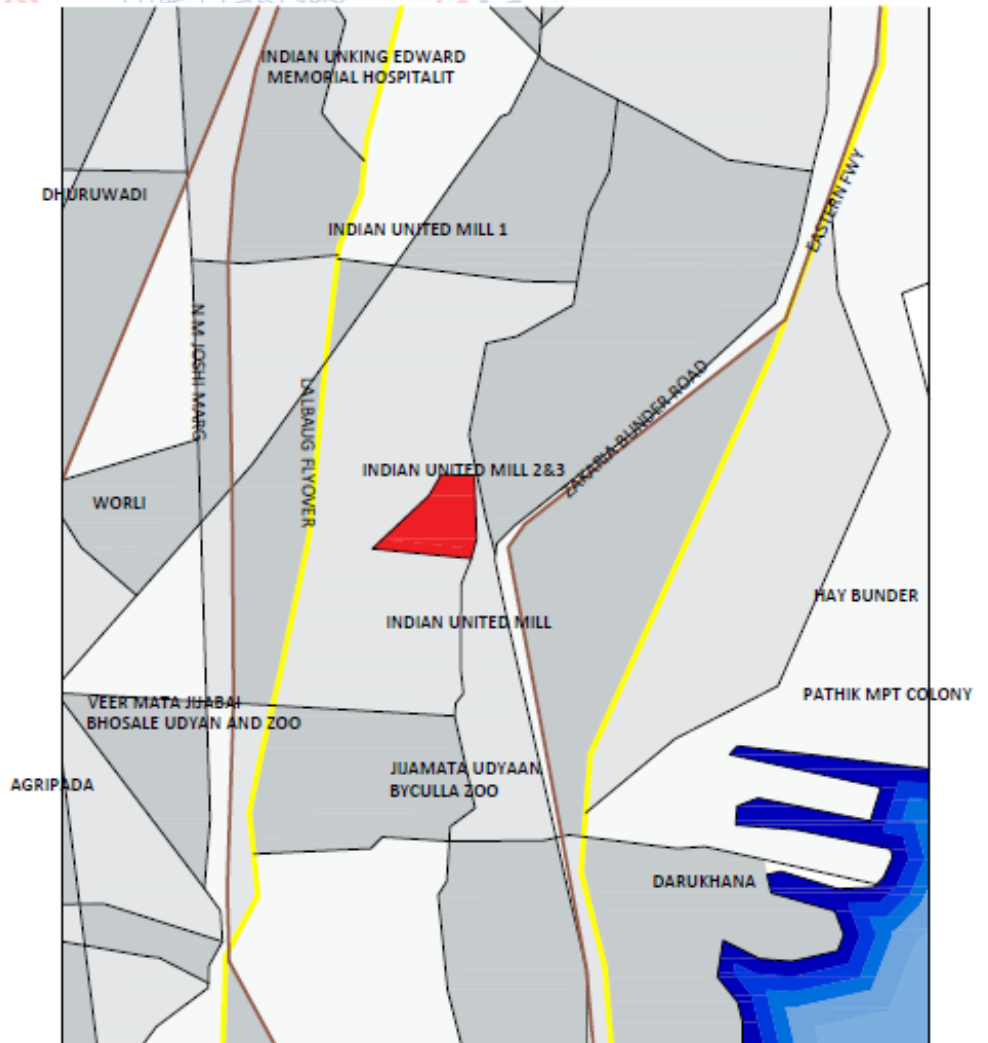 INDIAN UNKING EDWARD
MEMORIAL HOSPITALIT
DHURUWADI
EASTERN FWY
INDIAN UNITED MILL 1
N.M JOSHI MARG
LALBAUG FLYOVER
ZAKARIA BUNDER ROAD
INDIAN UNITED MILL 2&3
WORLI
HAY BUNDER
INDIAN UNITED MILL
PATHIK MPT COLONY
VEER MATA JIJABAI
BHOSALE UDYAN AND ZOO
JIJAMATA UDYAAN
BYCULLA ZOO
AGRIPADA
DARUKHANA